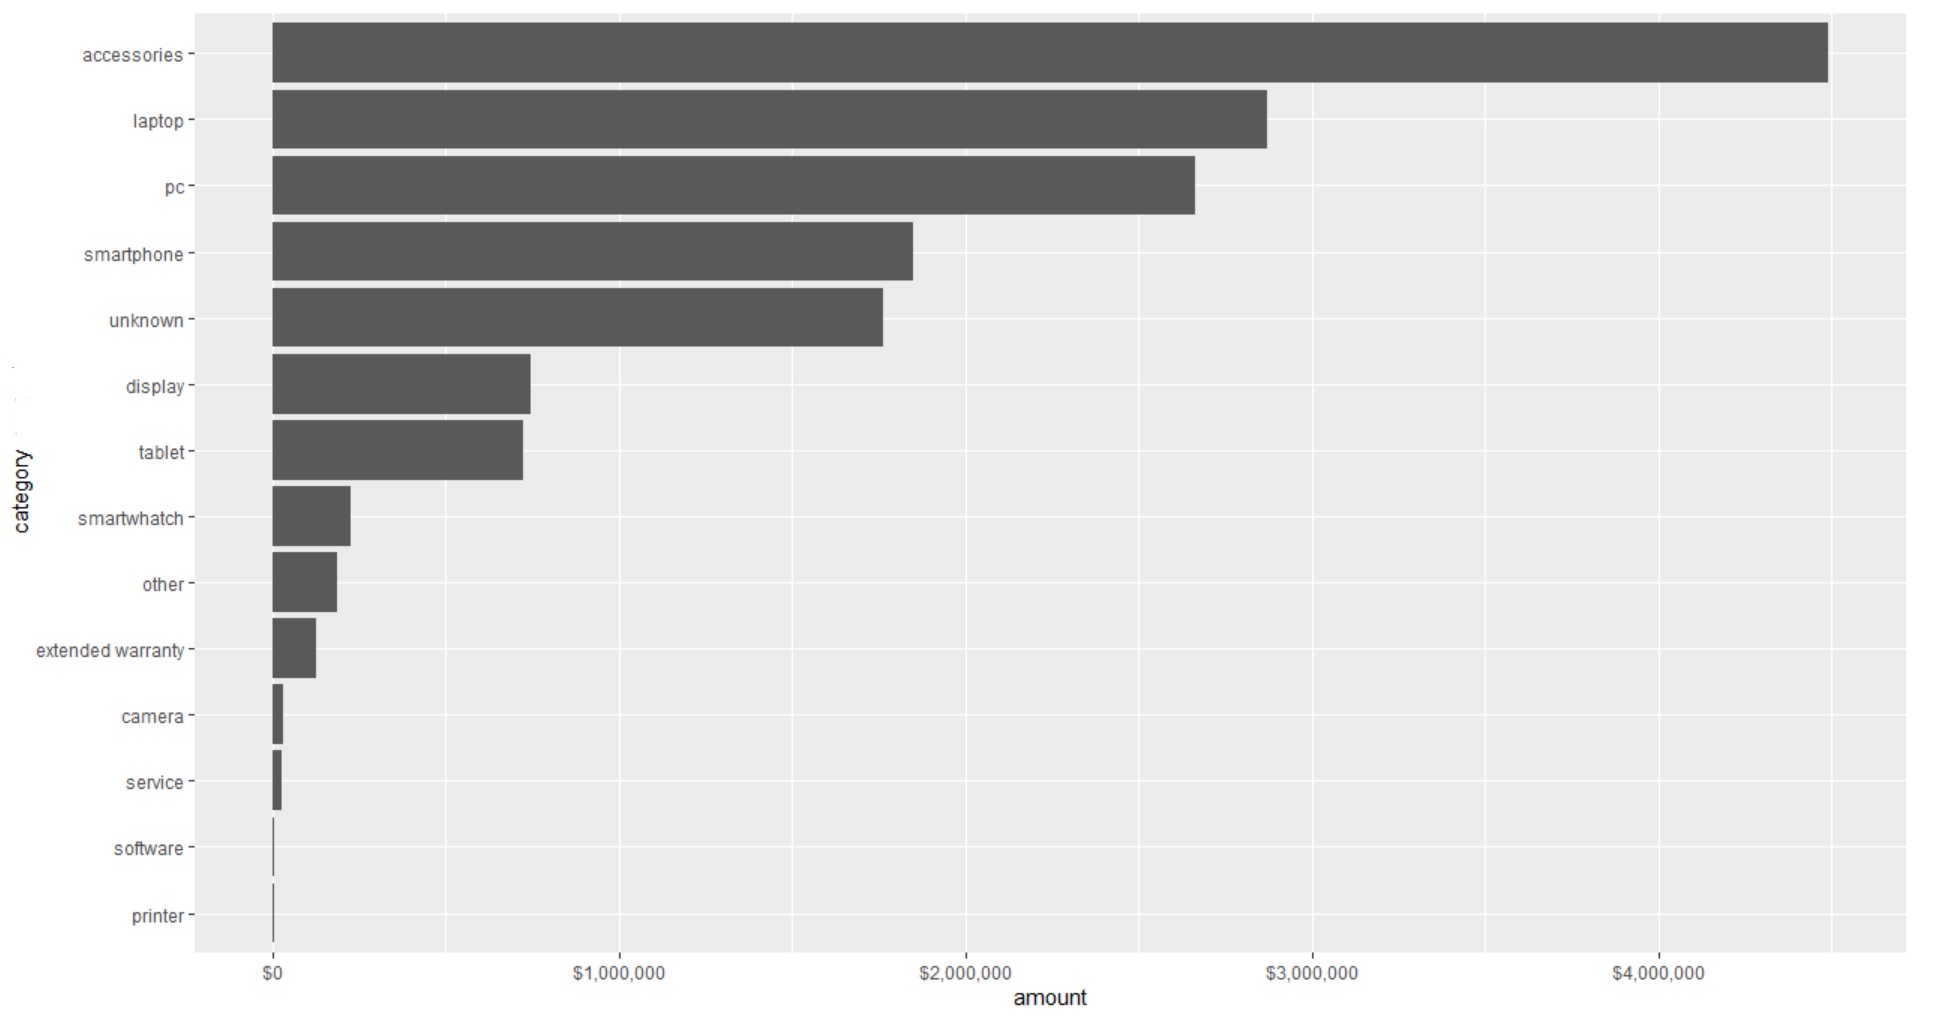 accessories
laptop
pc
smartphone
unknown
display
tablet
smartwhatch
other
extended warranty
camera
service
software
printer
category
$0 $1,000,000 $2,000,000 $3,000,000 $4,000,000
amount